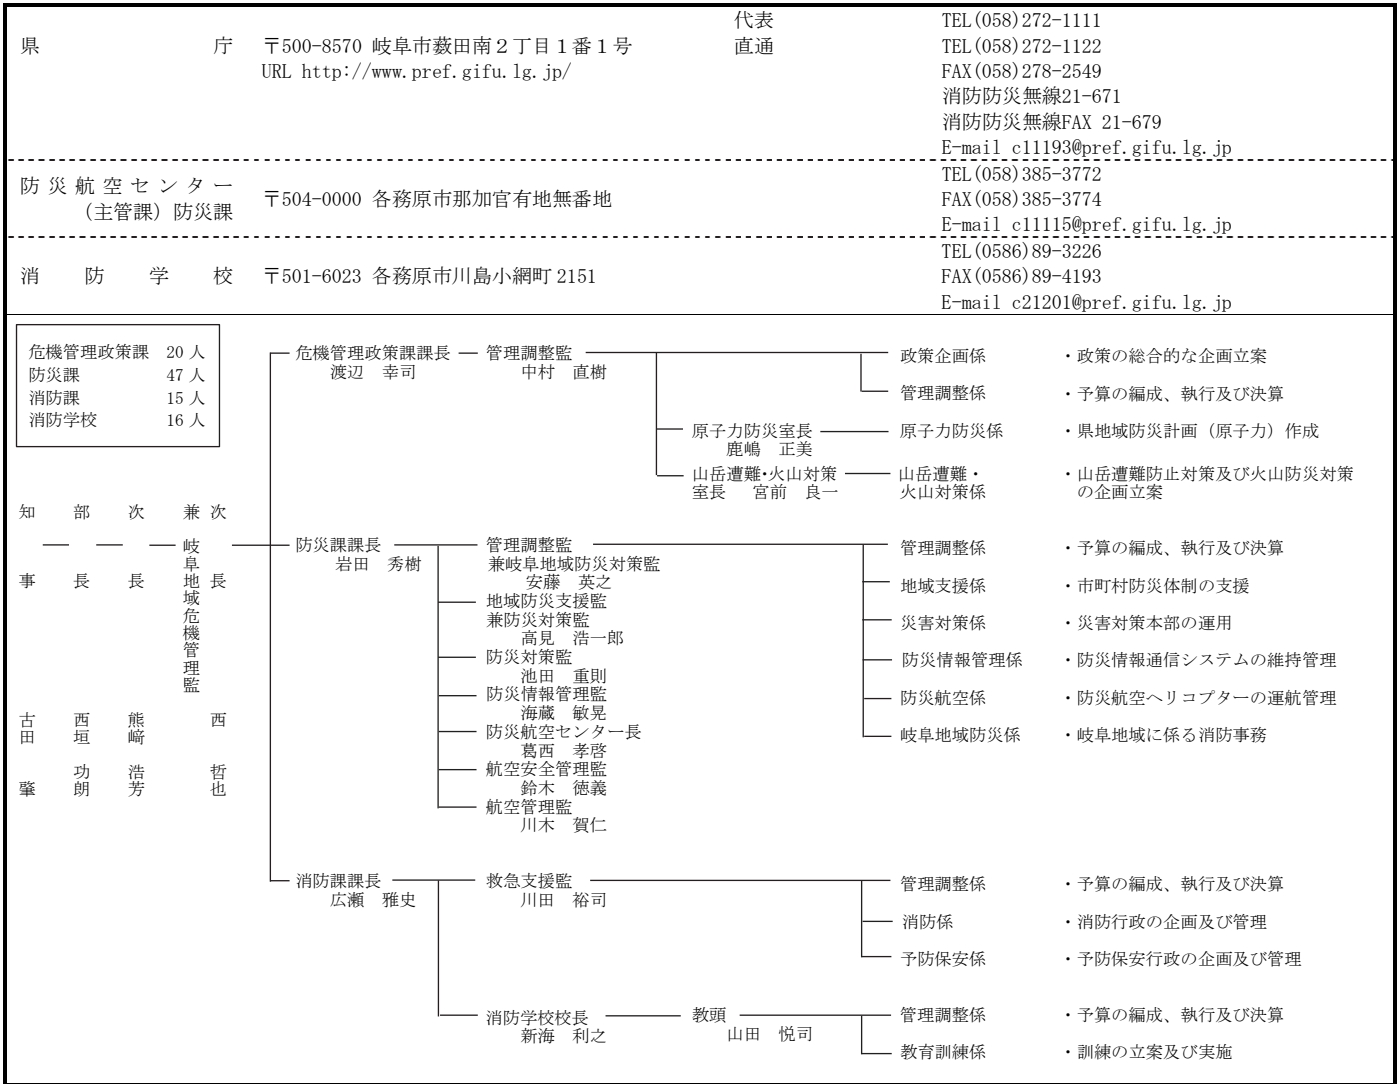 代表 TEL(058)272-1111
県庁 〒500-8570 岐阜市薮田南２丁目１番１号 直通 TEL(058)272-1122
URL http://www.pref.gifu.lg.jp/ FAX(058)278-2549
消防防災無線21-671
消防防災無線FAX 21-679
E-mail c11193@pref.gifu.lg.jp
TEL(058)385-3772
防災航空センター
〒504-0000 各務原市那加官有地無番地 FAX(058)385-3774
（主管課）防災課
E-mail c11115@pref.gifu.lg.jp
TEL(0586)89-3226
消防学校 〒501-6023 各務原市川島小網町 2151 FAX(0586)89-4193
E-mail c21201@pref.gifu.lg.jp
危機管理政策課 20 人
防災課 47 人
消防課 15 人
消防学校 16 人
知事 古田 肇
部長 西垣 功朗
次長 熊﨑 浩芳
次長 西 哲也
兼岐阜地域危機管理監
危機管理政策課課長
渡辺 幸司
管理調整監
中村 直樹
政策企画係 ・政策の総合的な企画立案
管理調整係 ・予算の編成、執行及び決算
原子力防災室長
鹿嶋 正美
原子力防災係 ・県地域防災計画（原子力）作成
山岳遭難・火山対策
室長 宮前 良一
山岳遭難・
火山対策係
・山岳遭難防止対策及び火山防災対策
の企画立案
防災課課長
岩田 秀樹
管理調整監
兼岐阜地域防災対策監
安藤 英之
地域防災支援監
兼防災対策監
高見 浩一郎
防災対策監
池田 重則
防災情報管理監
海蔵 敏晃
防災航空センター長
葛西 孝啓
航空安全管理監
鈴木 徳義
航空管理監
川木 賀仁
管理調整係 ・予算の編成、執行及び決算
地域支援係 ・市町村防災体制の支援
災害対策係 ・災害対策本部の運用
防災情報管理係 ・防災情報通信システムの維持管理
防災航空係 ・防災航空ヘリコプターの運航管理
岐阜地域防災係 ・岐阜地域に係る消防事務
消防課課長
広瀬 雅史
救急支援監
川田 裕司
管理調整係 ・予算の編成、執行及び決算
消防係 ・消防行政の企画及び管理
予防保安係 ・予防保安行政の企画及び管理
消防学校校長
新海 利之
教頭
山田 悦司
管理調整係 ・予算の編成、執行及び決算
教育訓練係 ・訓練の立案及び実施